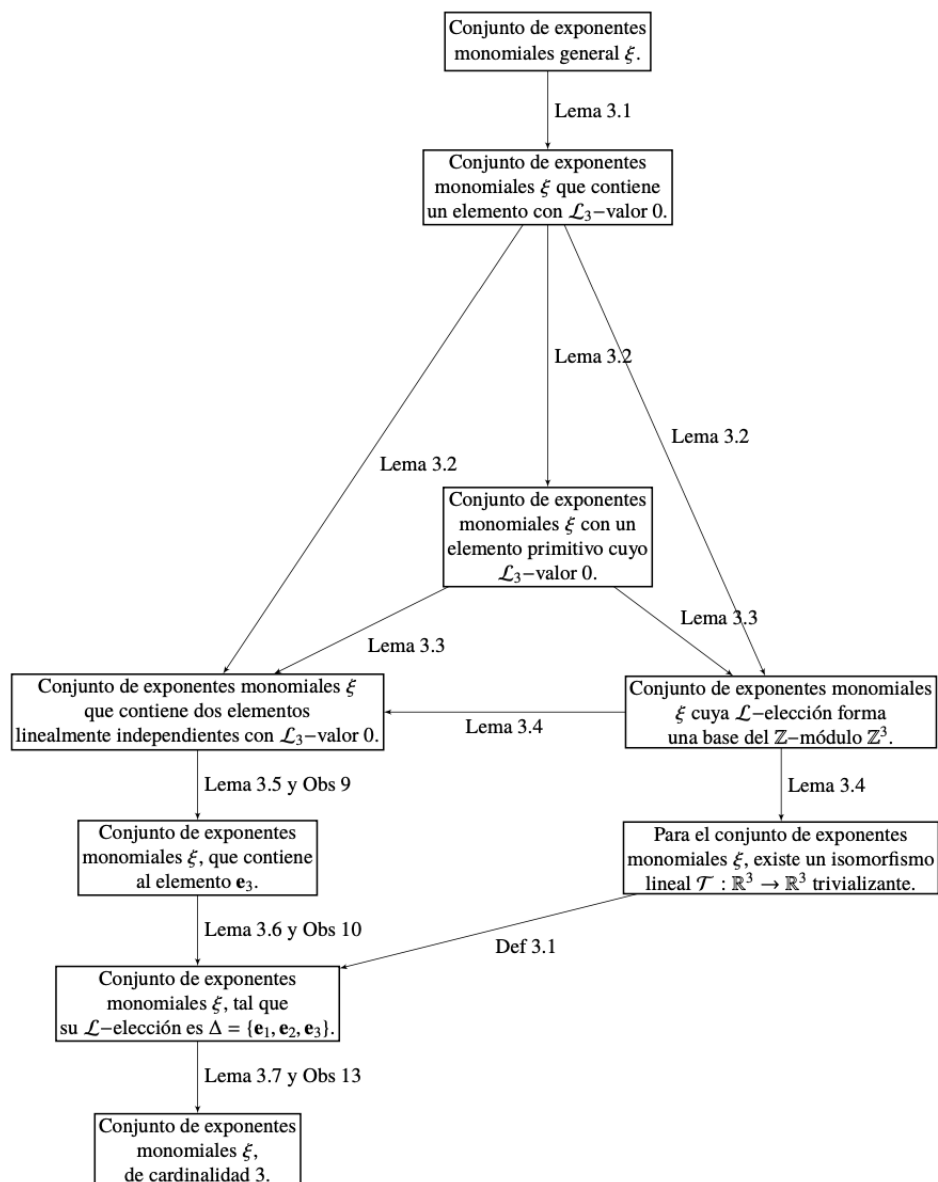 Conjunto de exponentes
monomiales general ξ.
Lema 3.1
Conjunto de exponentes
monomiales ξ que contiene
un elemento con ℒ₃−valor 0.
Lema 3.2
Lema 3.2
Lema 3.2
Conjunto de exponentes
monomiales ξ con un
elemento primitivo cuyo
ℒ₃−valor 0.
Lema 3.3
Lema 3.3
Conjunto de exponentes monomiales ξ
que contiene dos elementos
linealmente independientes con ℒ₃−valor 0.
Lema 3.4
Conjunto de exponentes monomiales
ξ cuya ℒ−elección forma
una base del ℤ−módulo ℤ³.
Lema 3.5 y Obs 9
Lema 3.4
Conjunto de exponentes
monomiales ξ, que contiene
al elemento e₃.
Para el conjunto de exponentes
monomiales ξ, existe un isomorfismo
lineal 𝒯 : ℝ³ → ℝ³ trivializante.
Lema 3.6 y Obs 10
Def 3.1
Conjunto de exponentes
monomiales ξ, tal que
su ℒ−elección es Δ = {e₁, e₂, e₃}.
Lema 3.7 y Obs 13
Conjunto de exponentes
monomiales ξ,
de cardinalidad 3.